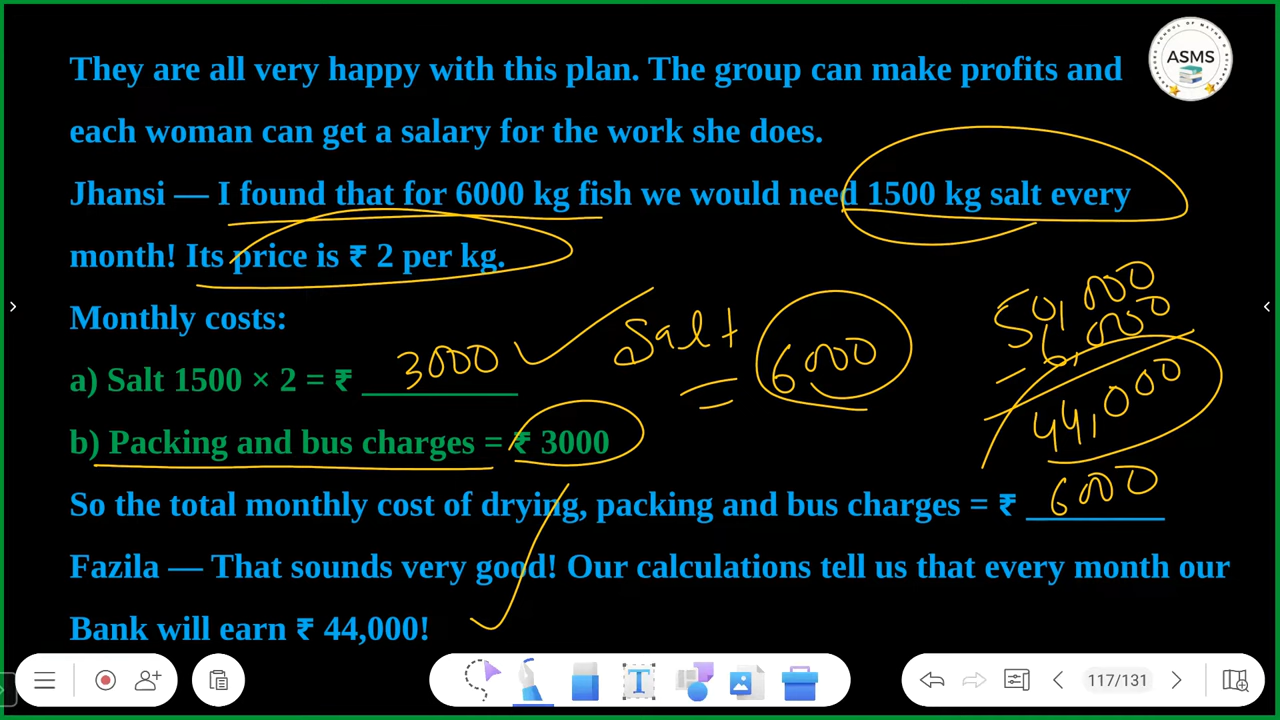 They are all very happy with this plan. The group can make profits and
ASMS
each woman can get a salary for the work she does.
Jhansi — I found that for 6000 kg fish we would need 1500 kg salt every
month! Its price is ₹ 2 per kg.
Monthly costs:
50,000
6,000
Salt = 6000
a) Salt 1500 × 2 = ₹ 3000
44,000
b) Packing and bus charges = ₹ 3000
So the total monthly cost of drying, packing and bus charges = ₹ 6000
Fazila — That sounds very good! Our calculations tell us that every month our
Bank will earn ₹ 44,000!
117/131